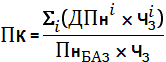 Пк = Σᵢ(ДПнⁱ × Чзⁱ) / ПнБАз × Чз